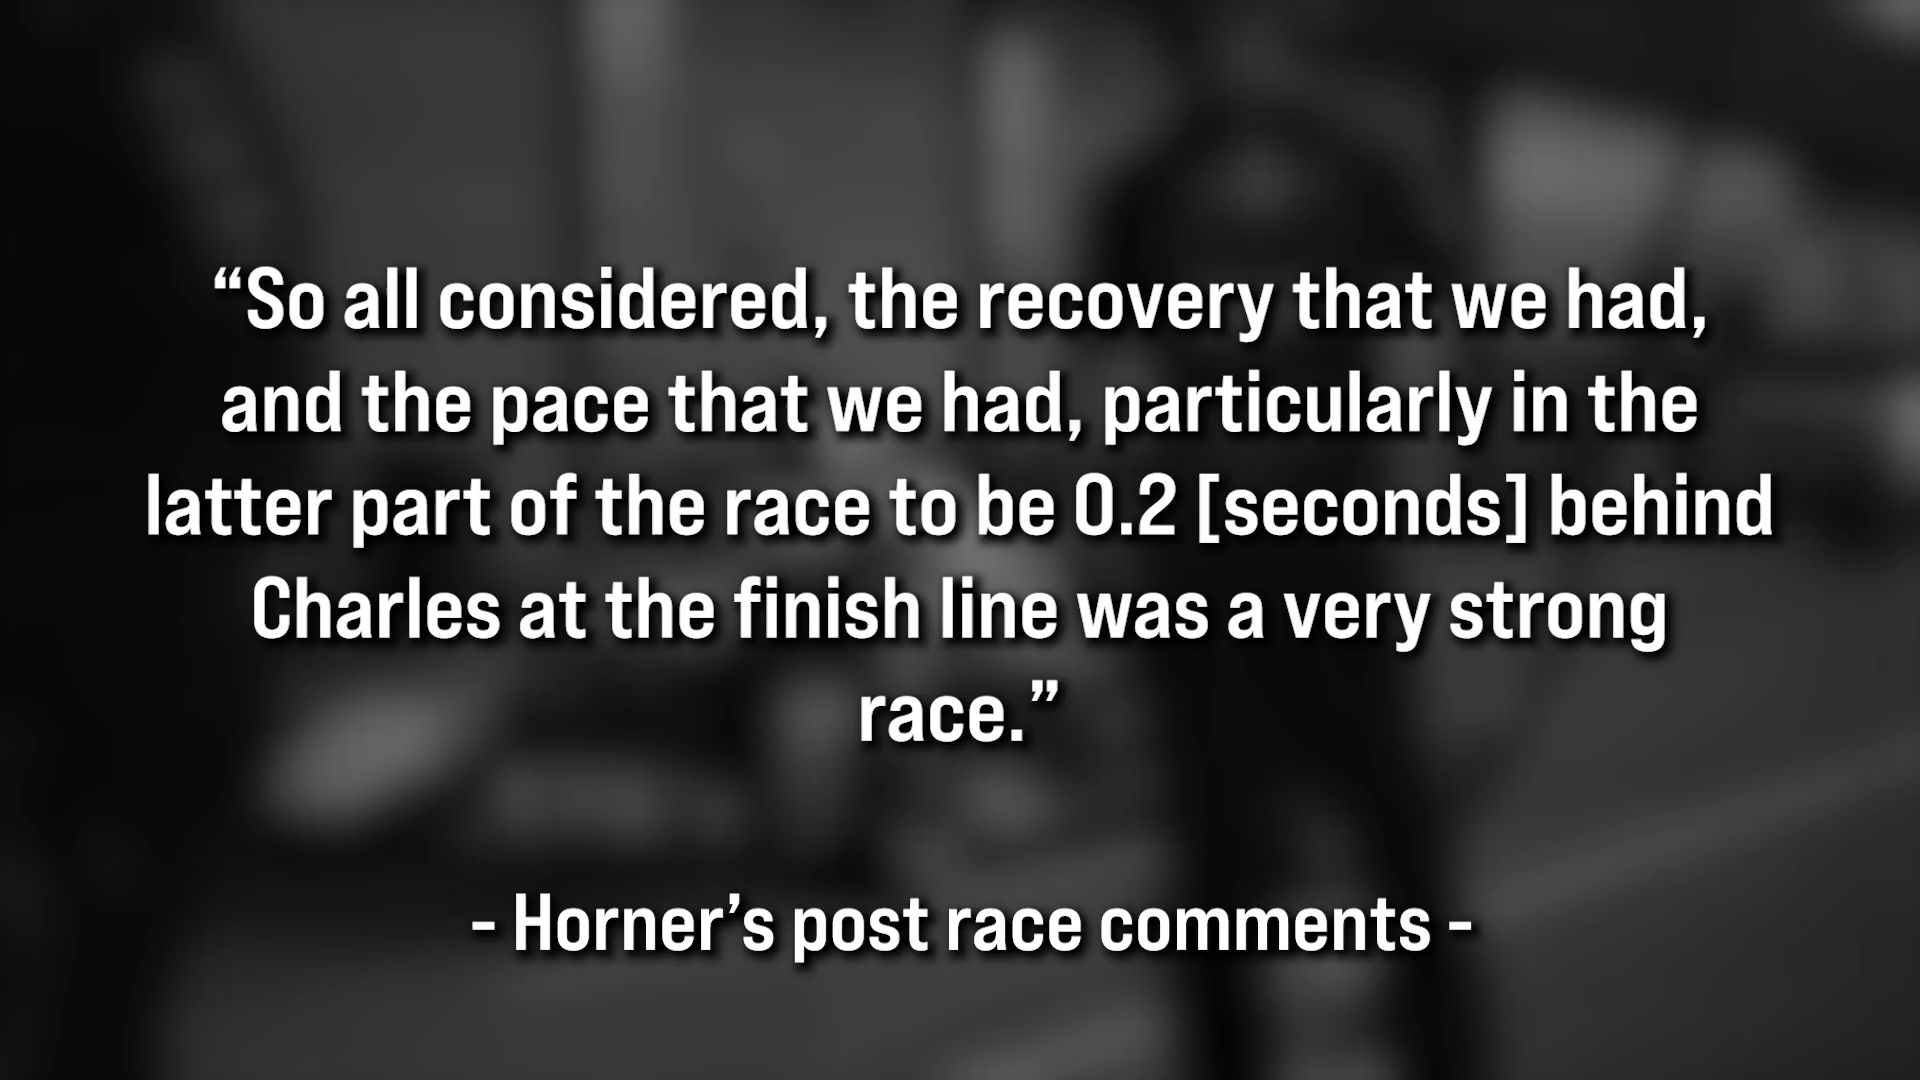 “So all considered, the recovery that we had,
and the pace that we had, particularly in the
latter part of the race to be 0.2 [seconds] behind
Charles at the finish line was a very strong
race.”
- Horner’s post race comments -